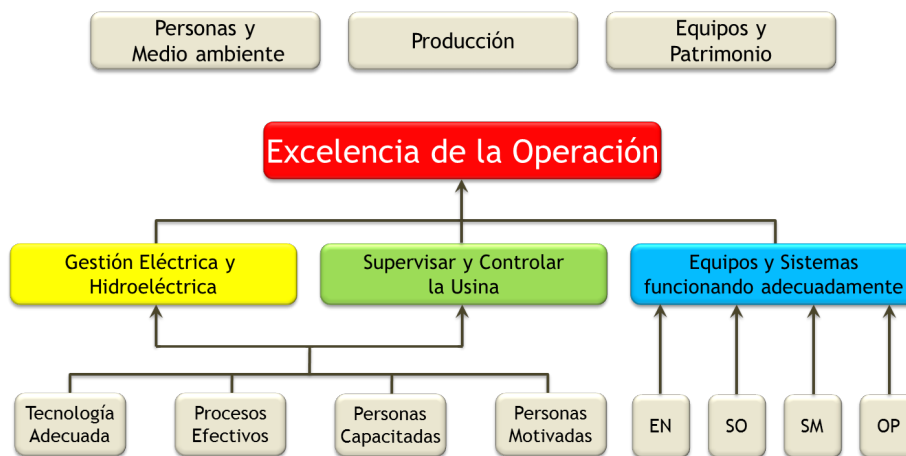 Personas y
Medio ambiente
Producción
Equipos y
Patrimonio
Excelencia de la Operación
Gestión Eléctrica y
Hidroeléctrica
Supervisar y Controlar
la Usina
Equipos y Sistemas
funcionando adecuadamente
Tecnología
Adecuada
Procesos
Efectivos
Personas
Capacitadas
Personas
Motivadas
EN
SO
SM
OP